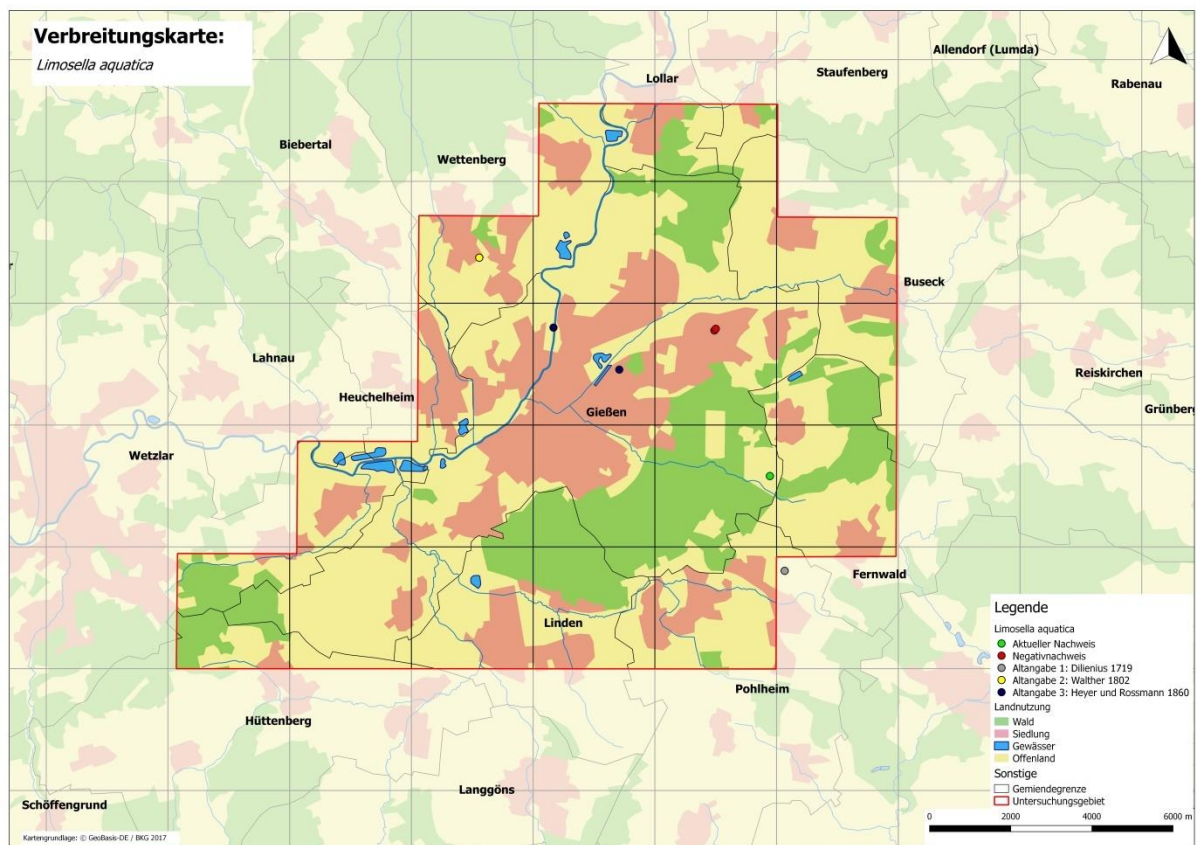 Verbreitungskarte:
Limosella aquatica
Allendorf (Lumda)
Lollar
Staufenberg
Rabenau
Biebertal
Wettenberg
Buseck
Lahnau
Reiskirchen
Heuchelheim
Gießen
Grünberg
Wetzlar
Fernwald
Linden
Pohlheim
Hüttenberg
Langgöns
Schöffengrund
Legende
Limosella aquatica
Aktueller Nachweis
Negativnachweis
Altangabe 1: Dilienius 1719
Altangabe 2: Walther 1802
Altangabe 3: Heyer und Rossmann 1860
Landnutzung
Wald
Siedlung
Gewässer
Offenland
Sonstige
Gemiendegrenze
Untersuchungsgebiet
0 2000 4000 6000 m
Kartengrundlage: © GeoBasis-DE / BKG 2017